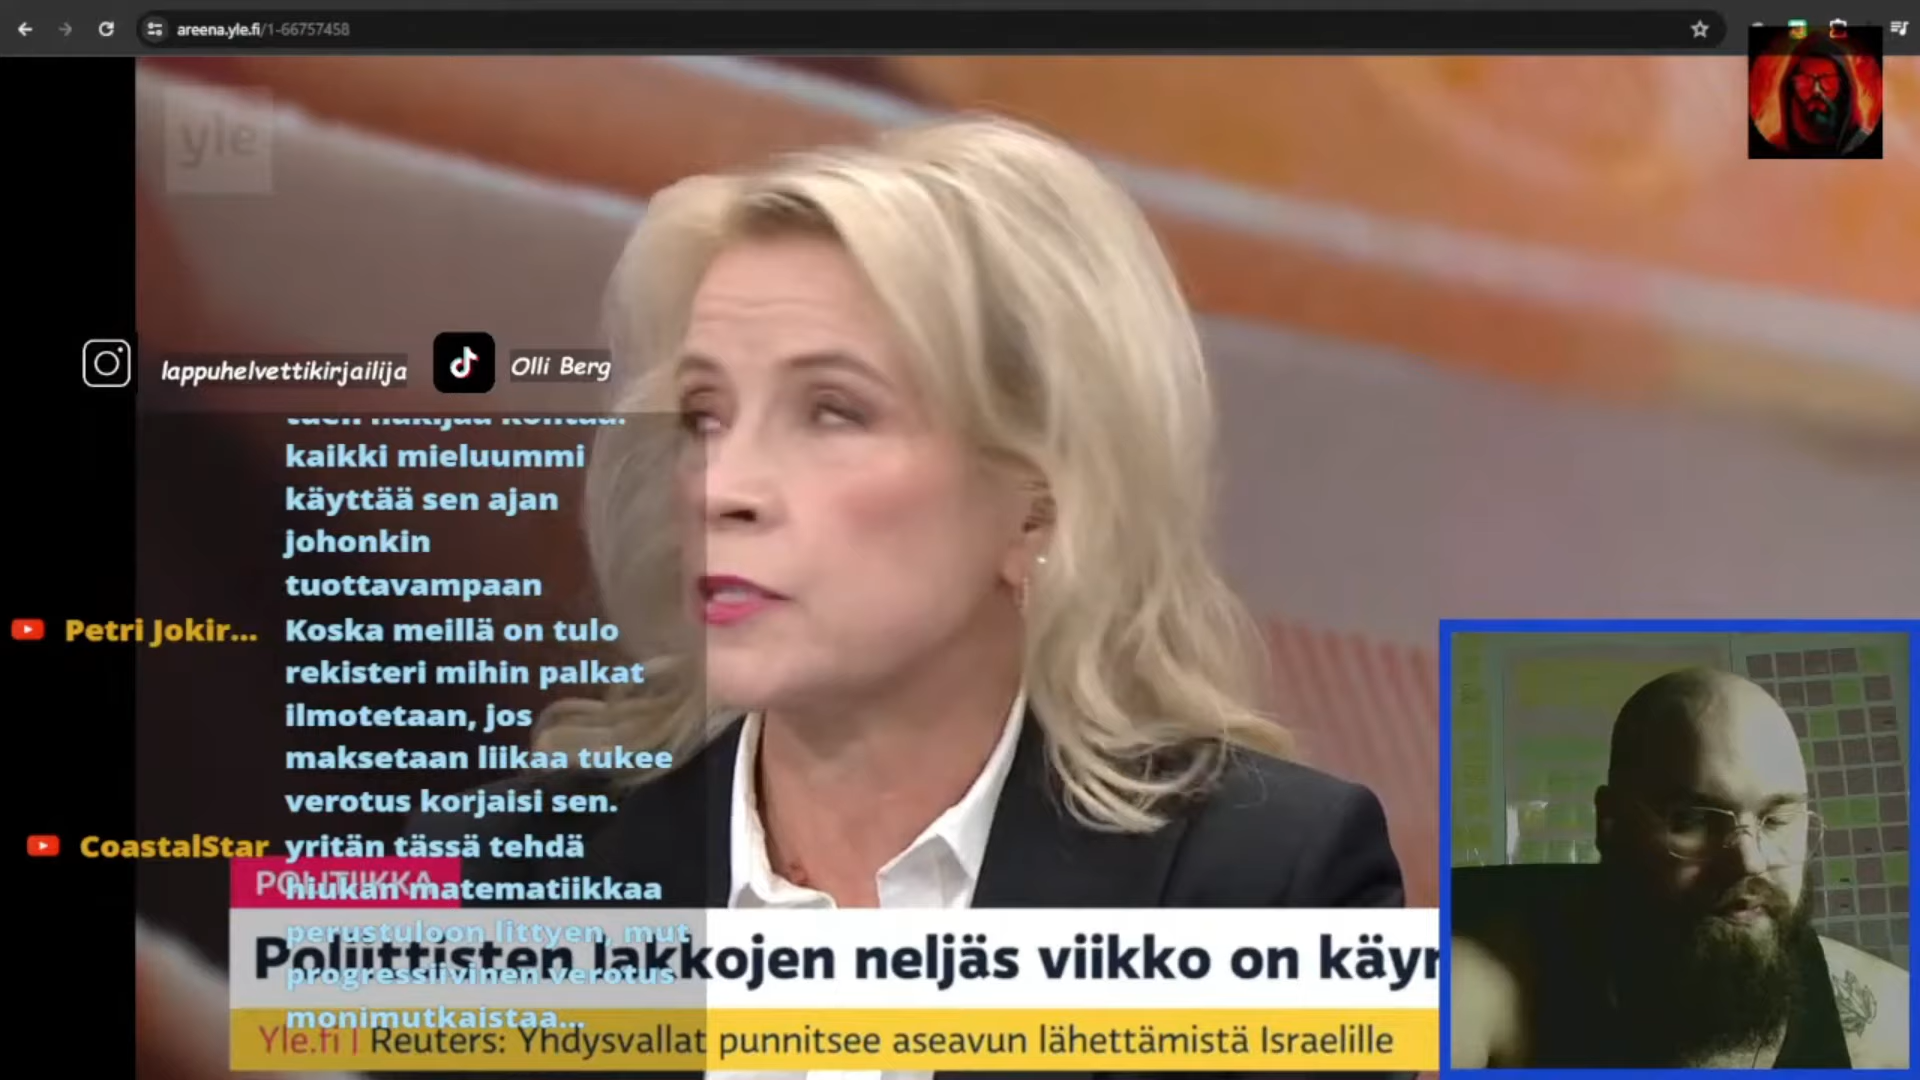 areena.yle.fi/1-66757458
yle
lappuhelvettikirjailija
Olli Berg
kaikki mieluummi
käyttää sen ajan
johonkin
tuottavampaan
Petri Jokir...
Koska meillä on tulo
rekisteri mihin palkat
ilmotetaan, jos
maksetaan liikaa tukee
verotus korjaisi sen.
CoastalStar
yritän tässä tehdä
hiukan matematiikkaa
perustuloon littyen, mut
progressiivinen verotus
monimutkaistaa...
POLITIIKKA
Poliittisten lakkojen neljäs viikko on käyn
Yle.fi | Reuters: Yhdysvallat punnitsee aseavun lähettämistä Israelille